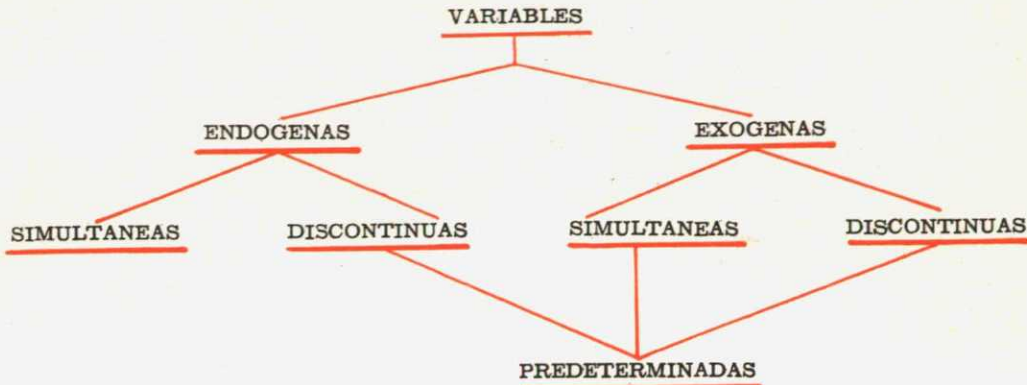 VARIABLES
ENDOGENAS EXOGENAS
SIMULTANEAS DISCONTINUAS SIMULTANEAS DISCONTINUAS
PREDETERMINADAS